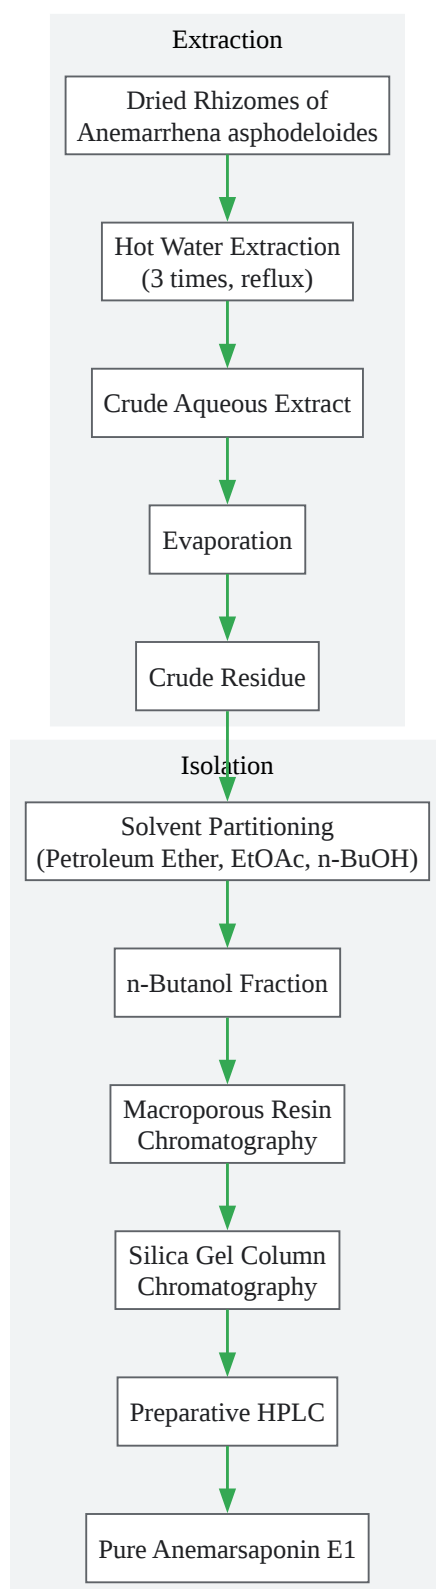 Extraction
Dried Rhizomes of
Anemarrhena asphodeloides
Hot Water Extraction
(3 times, reflux)
Crude Aqueous Extract
Evaporation
Crude Residue
Isolation
Solvent Partitioning
(Petroleum Ether, EtOAc, n-BuOH)
n-Butanol Fraction
Macroporous Resin
Chromatography
Silica Gel Column
Chromatography
Preparative HPLC
Pure Anemarsaponin E1